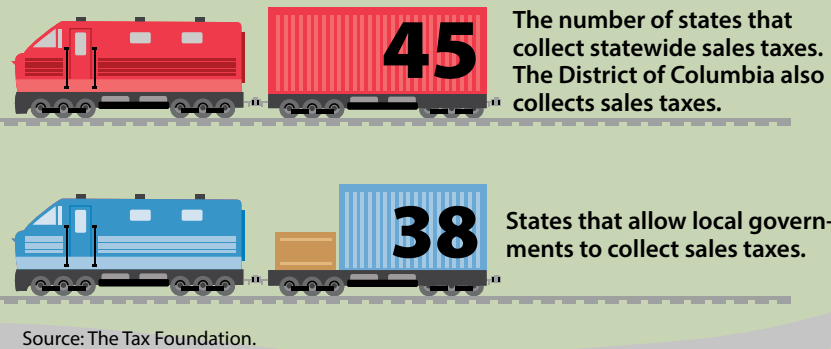 45
The number of states that
collect statewide sales taxes.
The District of Columbia also
collects sales taxes.
38
States that allow local govern-
ments to collect sales taxes.
Source: The Tax Foundation.